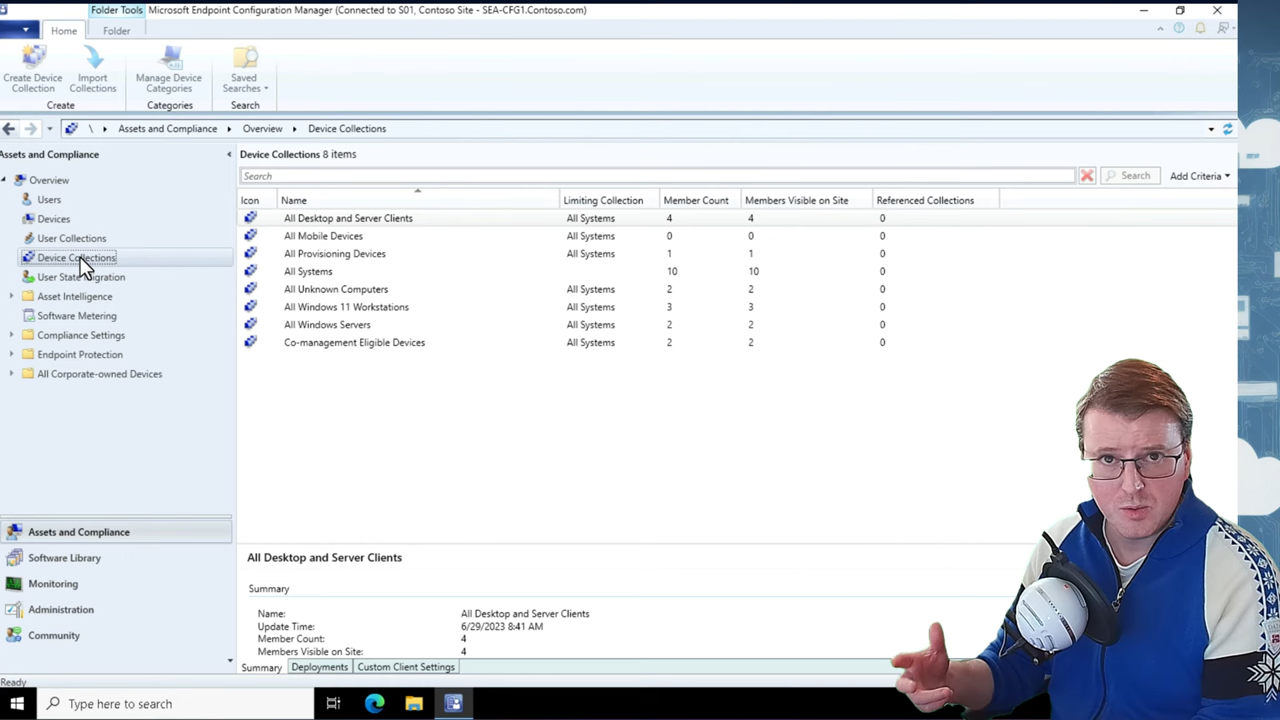 Folder Tools
Microsoft Endpoint Configuration Manager (Connected to S01, Contoso Site - SEA-CFG1.Contoso.com)
Home
Folder
Create Device Collection
Import Collections
Manage Device Categories
Saved Searches
Create
Categories
Search
\ Assets and Compliance Overview Device Collections
Assets and Compliance
Overview
Users
Devices
User Collections
Device Collections
User State Migration
Asset Intelligence
Software Metering
Compliance Settings
Endpoint Protection
All Corporate-owned Devices
Assets and Compliance
Software Library
Monitoring
Administration
Community
Device Collections 8 items
Search
Search
Add Criteria
Icon Name Limiting Collection Member Count Members Visible on Site Referenced Collections
All Desktop and Server Clients All Systems 4 4 0
All Mobile Devices All Systems 0 0 0
All Provisioning Devices All Systems 1 1 0
All Systems 10 10 0
All Unknown Computers All Systems 2 2 0
All Windows 11 Workstations All Systems 3 3 0
All Windows Servers All Systems 2 2 0
Co-management Eligible Devices All Systems 2 2 0
All Desktop and Server Clients
Summary
Name: All Desktop and Server Clients
Update Time: 6/29/2023 8:41 AM
Member Count: 4
Members Visible on Site: 4
Summary Deployments Custom Client Settings
Ready
Type here to search